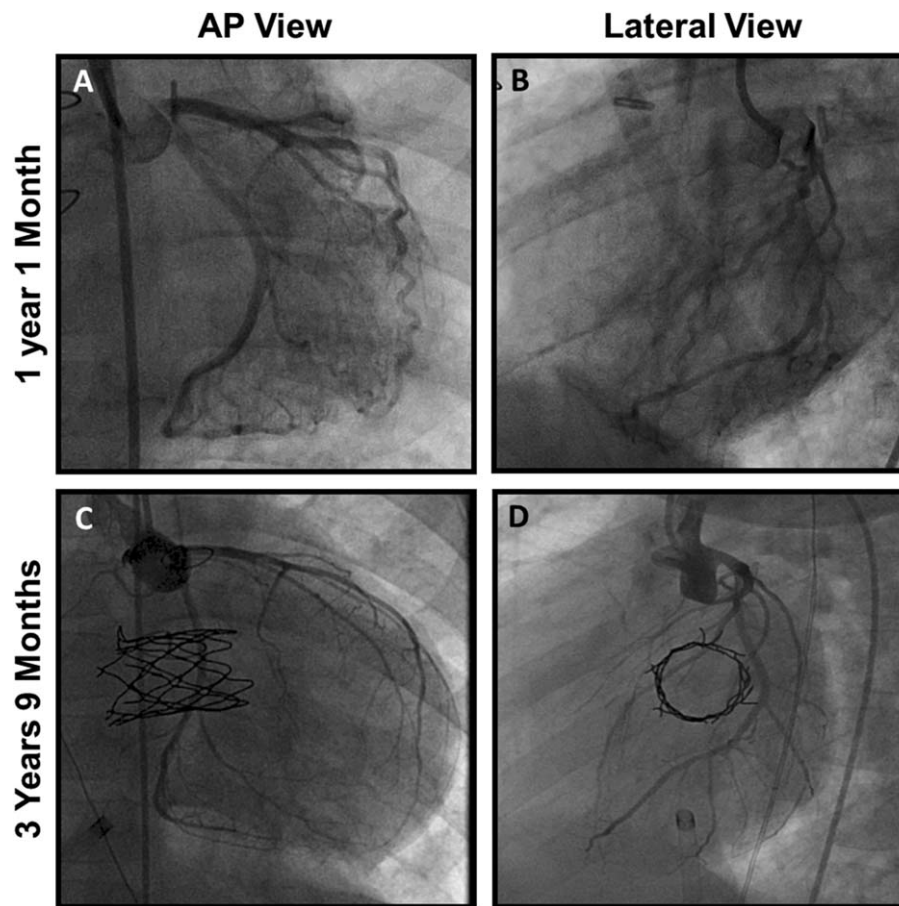 AP View
Lateral View
1 year 1 Month
A
B
3 Years 9 Months
C
D